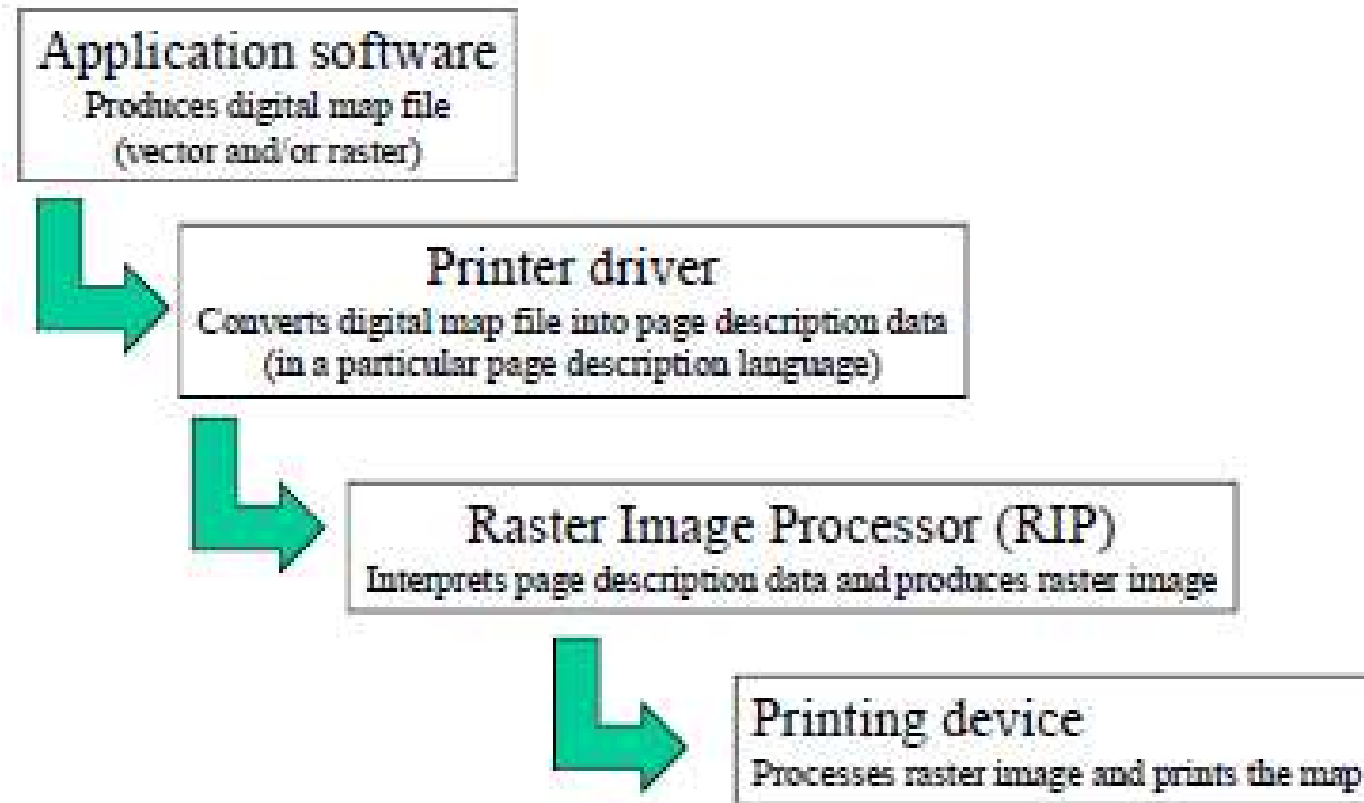 Application software
Produces digital map file
(vector and/or raster)
Printer driver
Converts digital map file into page description data
(in a particular page description language)
Raster Image Processor (RIP)
Interprets page description data and produces raster image
Printing device
Processes raster image and prints the map